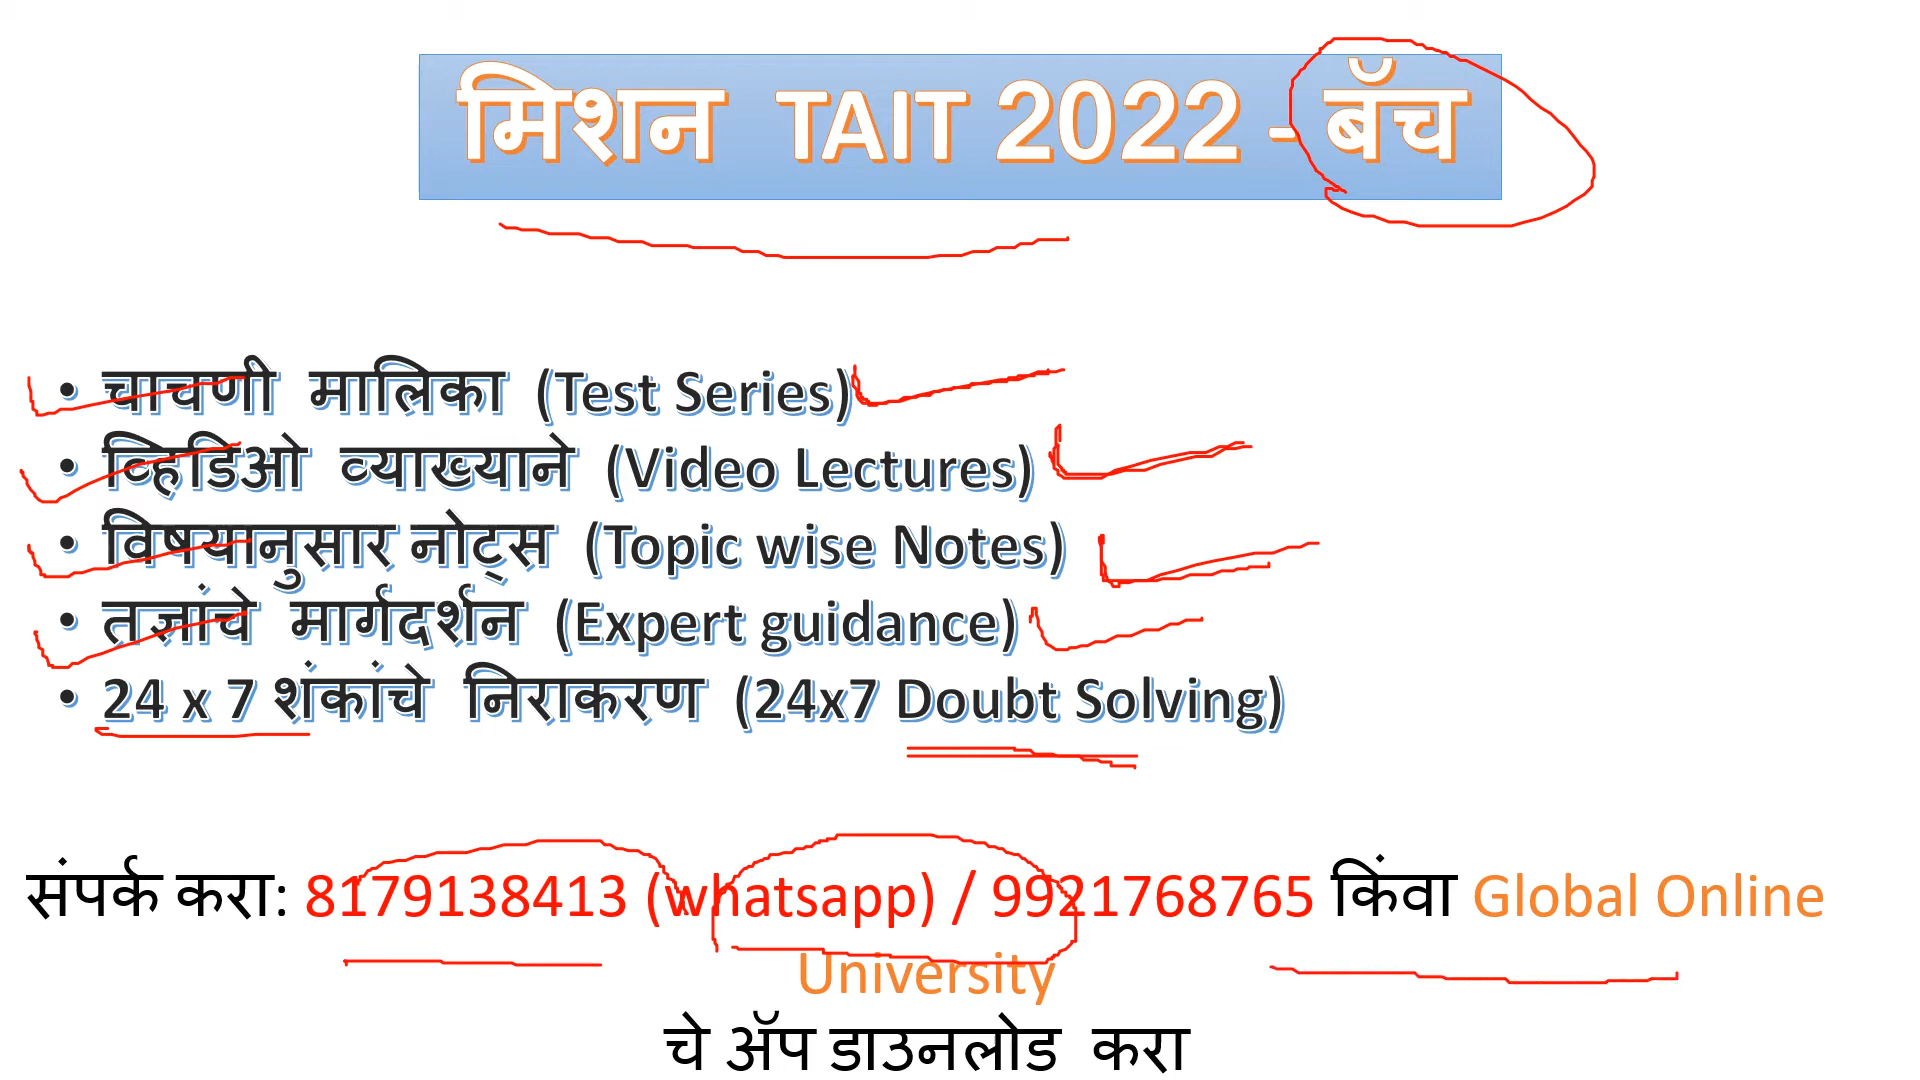 मिशन TAIT 2022 - बॅच
• चाचणी मालिका (Test Series)
• व्हिडिओ व्याख्याने (Video Lectures)
• विषयानुसार नोट्स (Topic wise Notes)
• तज्ञांचे मार्गदर्शन (Expert guidance)
• 24 x 7 शंकांचे निराकरण (24x7 Doubt Solving)
संपर्क करा: 8179138413 (whatsapp) / 9921768765 किंवा Global Online
University
चे ॲप डाउनलोड करा